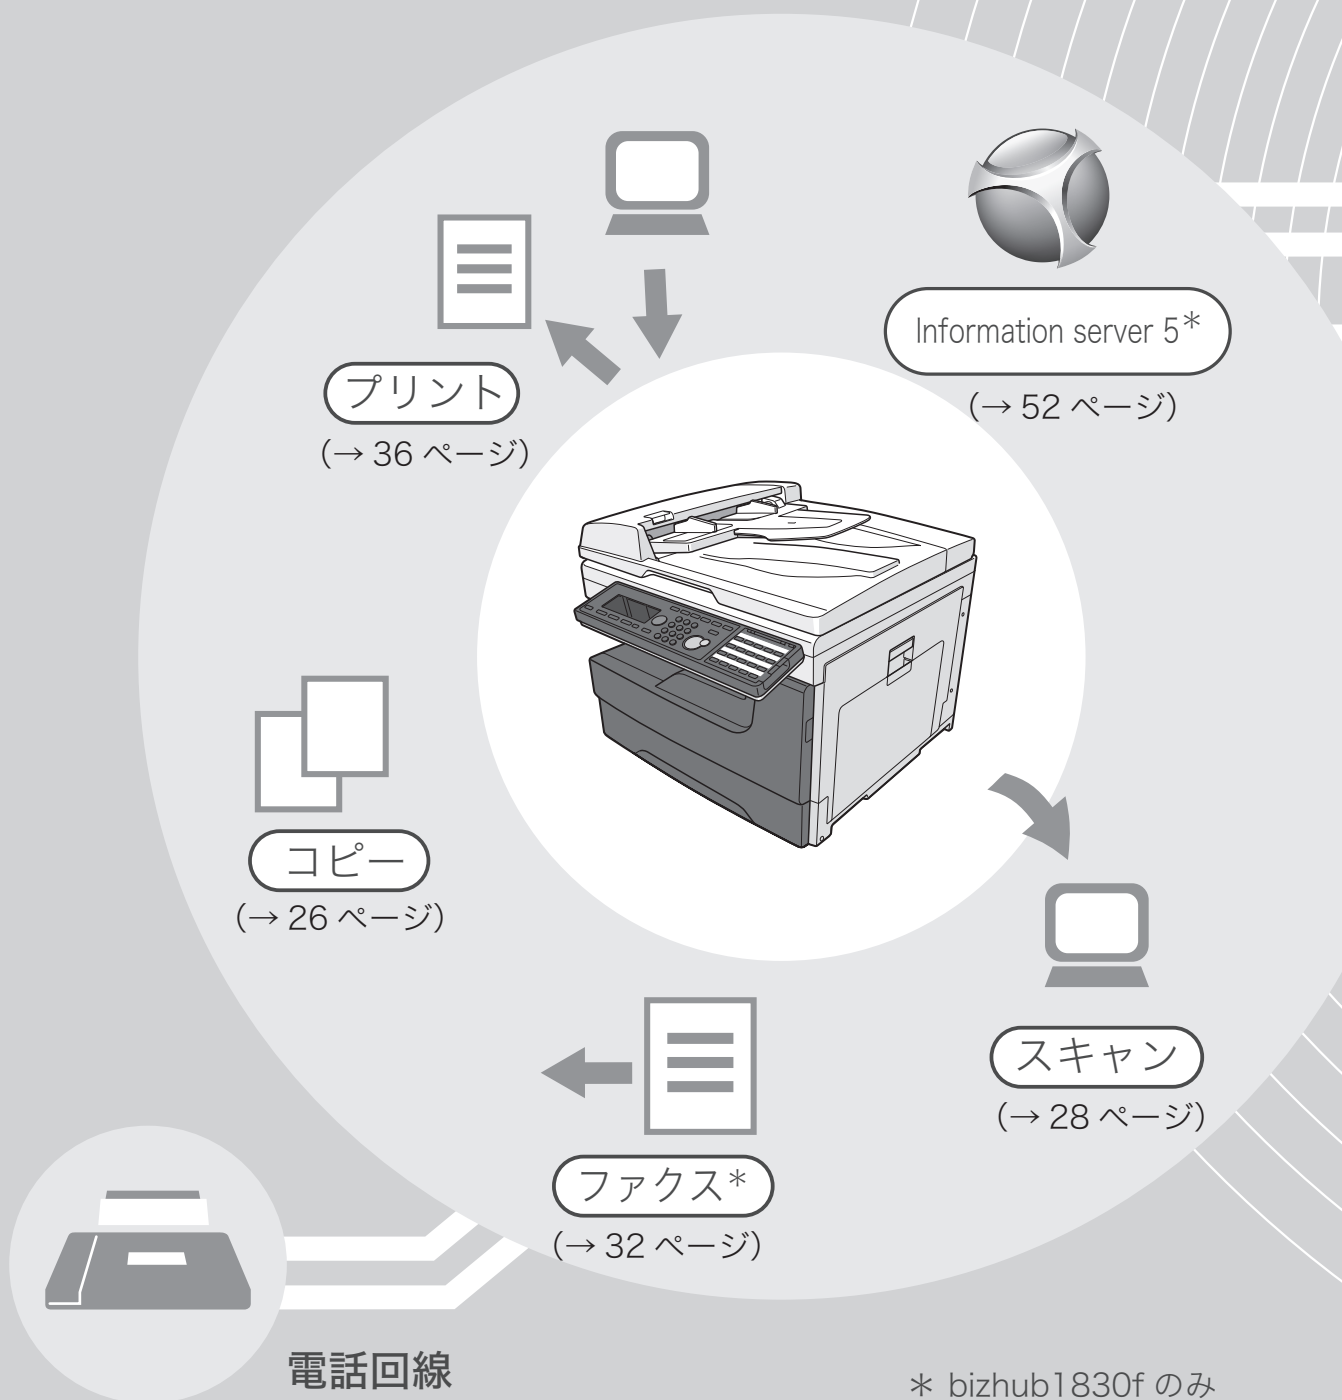 Information server 5＊
（→ 52 ページ）
プリント
（→ 36 ページ）
コピー
（→ 26 ページ）
スキャン
（→ 28 ページ）
ファクス＊
（→ 32 ページ）
電話回線
＊ bizhub1830f のみ